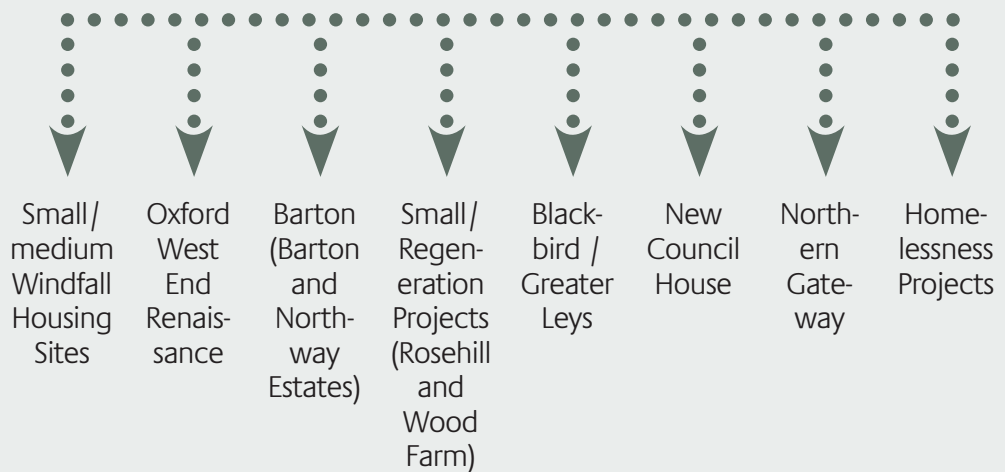 Small/
medium
Windfall
Housing
Sites
Oxford
West
End
Renais-
sance
Barton
(Barton
and
North-
way
Estates)
Small/
Regen-
eration
Projects
(Rosehill
and
Wood
Farm)
Black-
bird /
Greater
Leys
New
Council
House
North-
ern
Gate-
way
Home-
lessness
Projects